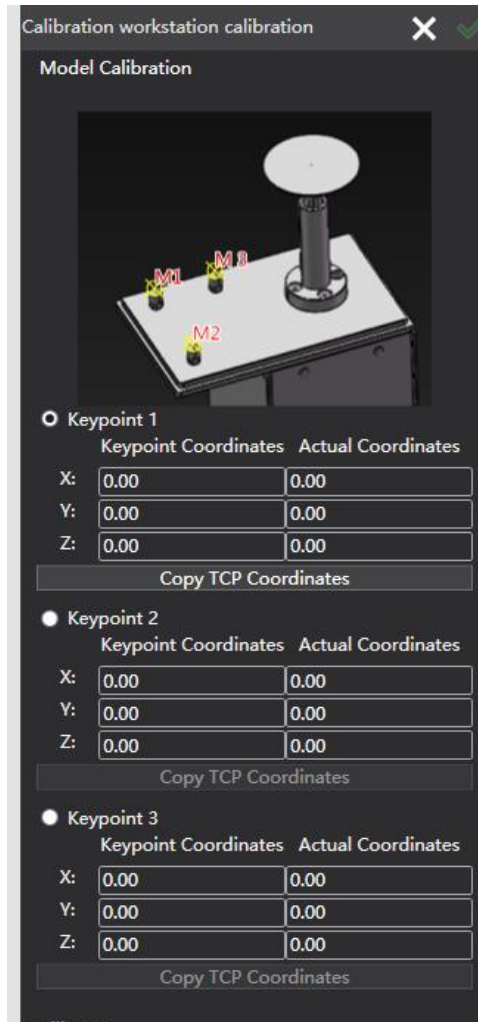 Calibration workstation calibration
Model Calibration
M1
M 3
M2
Keypoint 1
Keypoint Coordinates Actual Coordinates
X: 0.00 0.00
Y: 0.00 0.00
Z: 0.00 0.00
Copy TCP Coordinates
Keypoint 2
Keypoint Coordinates Actual Coordinates
X: 0.00 0.00
Y: 0.00 0.00
Z: 0.00 0.00
Copy TCP Coordinates
Keypoint 3
Keypoint Coordinates Actual Coordinates
X: 0.00 0.00
Y: 0.00 0.00
Z: 0.00 0.00
Copy TCP Coordinates